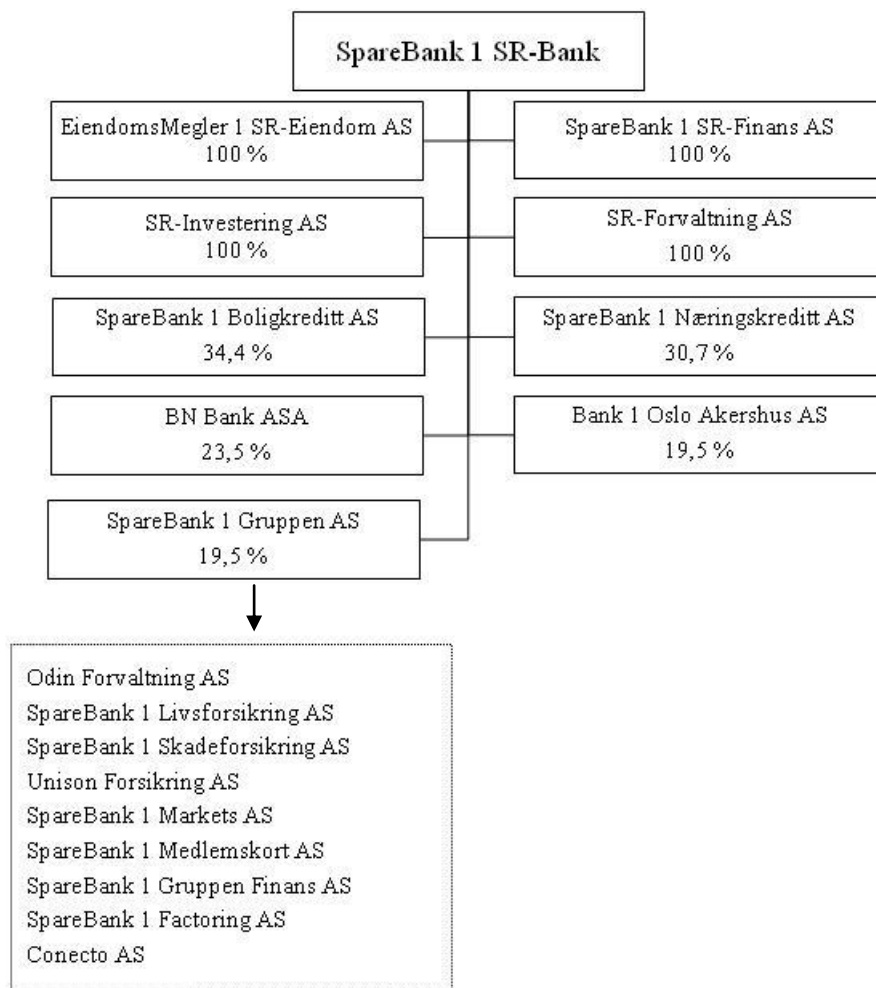 SpareBank 1 SR-Bank
EiendomsMegler 1 SR-Eiendom AS
100 %
SpareBank 1 SR-Finans AS
100 %
SR-Investering AS
100 %
SR-Forvaltning AS
100 %
SpareBank 1 Boligkreditt AS
34,4 %
SpareBank 1 Næringskreditt AS
30,7 %
BN Bank ASA
23,5 %
Bank 1 Oslo Akershus AS
19,5 %
SpareBank 1 Gruppen AS
19,5 %
Odin Forvaltning AS
SpareBank 1 Livsforsikring AS
SpareBank 1 Skadeforsikring AS
Unison Forsikring AS
SpareBank 1 Markets AS
SpareBank 1 Medlemskort AS
SpareBank 1 Gruppen Finans AS
SpareBank 1 Factoring AS
Conecto AS